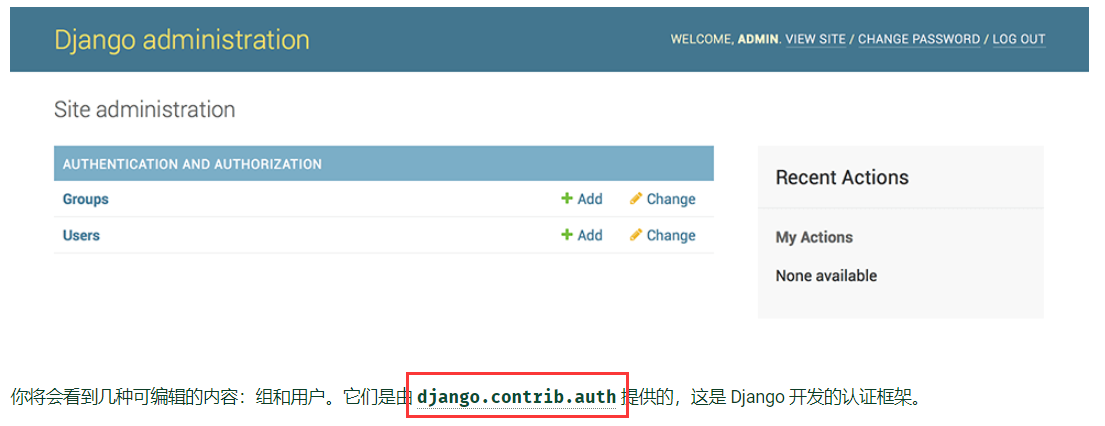 Django administration
WELCOME, ADMIN. VIEW SITE / CHANGE PASSWORD / LOG OUT
Site administration
AUTHENTICATION AND AUTHORIZATION
Groups Add Change
Users Add Change
Recent Actions
My Actions
None available
你将会看到几种可编辑的内容：组和用户。它们是由 django.contrib.auth 提供的，这是 Django 开发的认证框架。